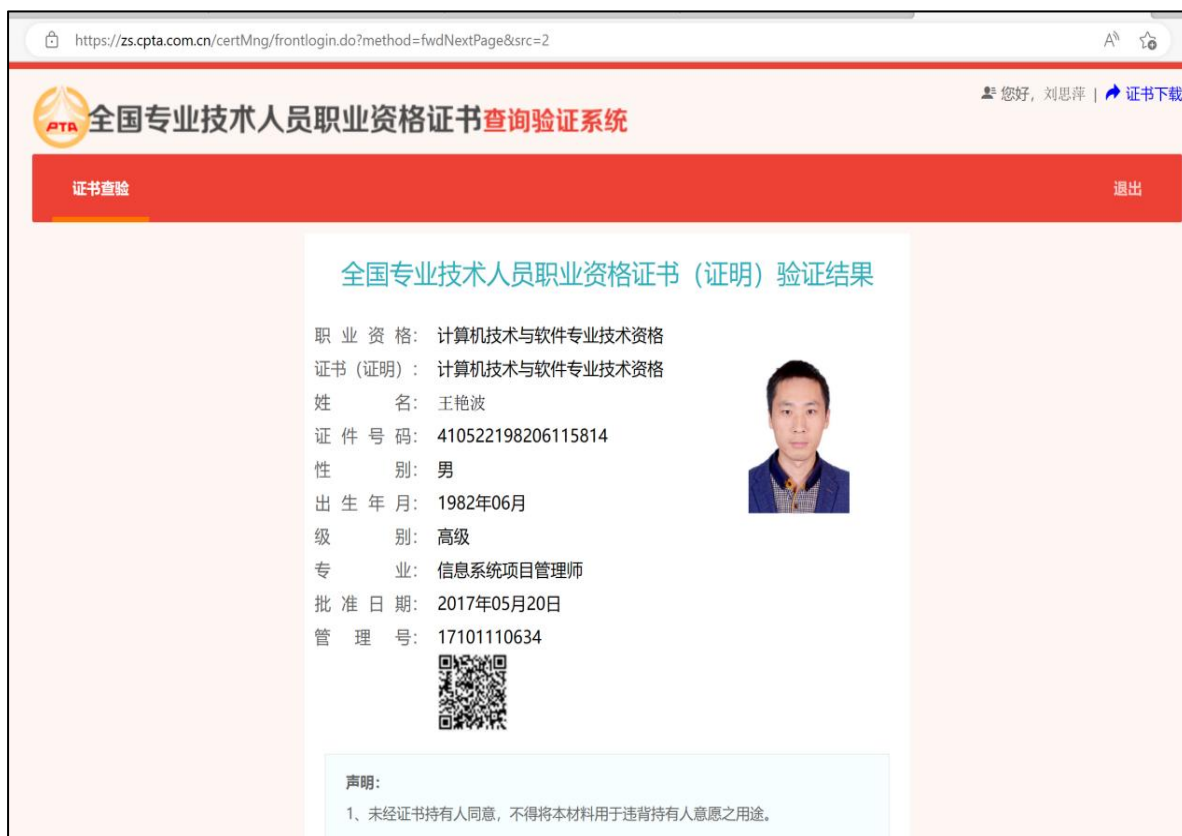 https://zs.cpta.com.cn/certMng/frontlogin.do?method=fwdNextPage&src=2
您好，刘思萍 | 证书下载
PTA 全国专业技术人员职业资格证书查询验证系统
证书查验 退出
全国专业技术人员职业资格证书（证明）验证结果
职业资格： 计算机技术与软件专业技术资格
证书（证明）： 计算机技术与软件专业技术资格
姓名： 王艳波
证件号码： 410522198206115814
性别： 男
出生年月： 1982年06月
级别： 高级
专业： 信息系统项目管理师
批准日期： 2017年05月20日
管理号： 17101110634
声明：
1、未经证书持有人同意，不得将本材料用于违背持有人意愿之用途。